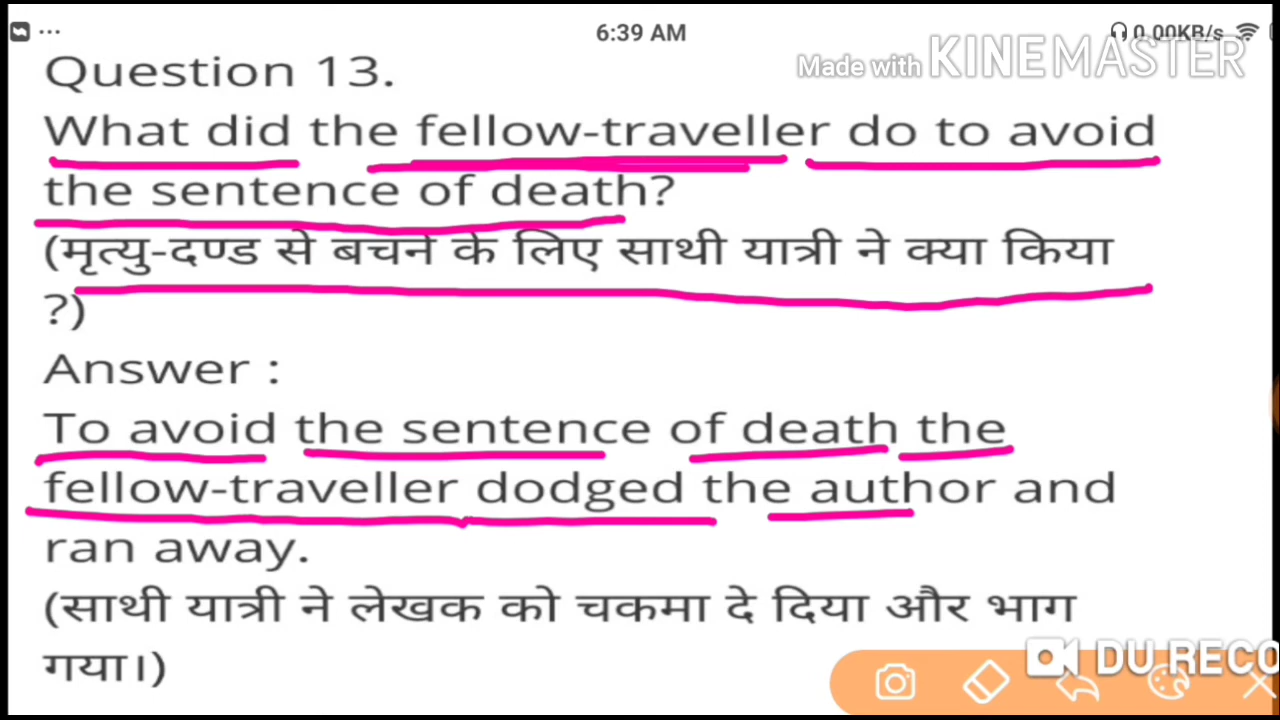 6:39 AM
0.00KB/s
Made with KINEMASTER
Question 13.
What did the fellow-traveller do to avoid
the sentence of death?
(मृत्यु-दण्ड से बचने के लिए साथी यात्री ने क्या किया
?)
Answer :
To avoid the sentence of death the
fellow-traveller dodged the author and
ran away.
(साथी यात्री ने लेखक को चकमा दे दिया और भाग
गया।)
DU RECO